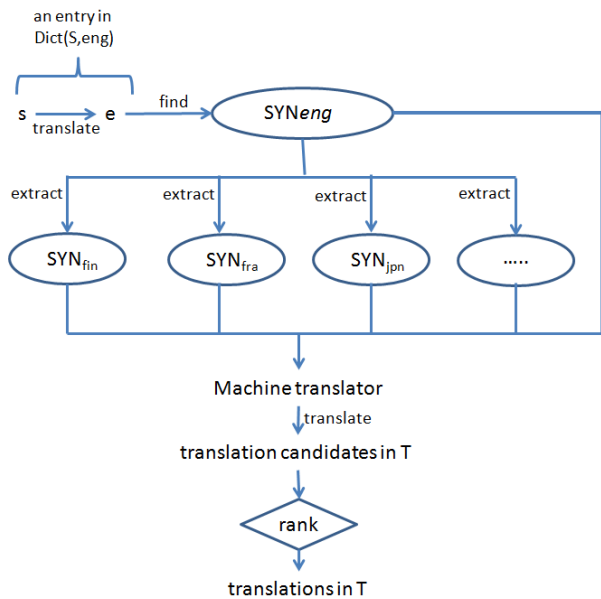 an entry in
Dict(S,eng)
s
translate
e
find
SYNeng
extract
extract
extract
extract
SYNfin
SYNfra
SYNjpn
.....
Machine translator
translate
translation candidates in T
rank
translations in T